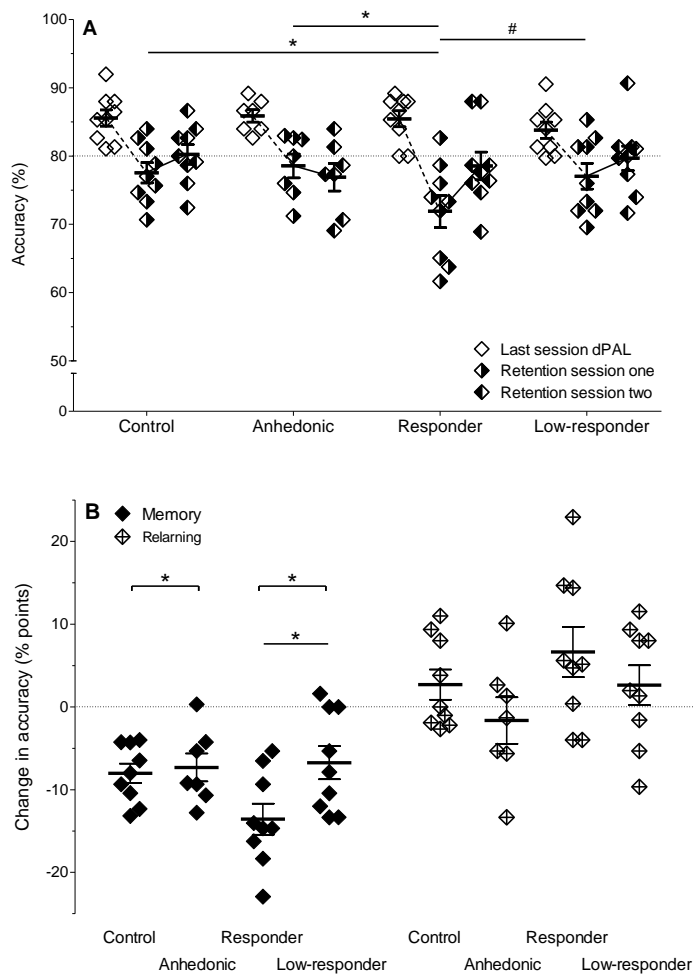 A
*
*
#
100
90
80
70
60
50
0
Accuracy (%)
Last session dPAL
Retention session one
Retention session two
Control Anhedonic Responder Low-responder
B
Memory
Relarning
*
*
*
20
10
0
-10
-20
Change in accuracy (% points)
Control Responder Control Responder
Anhedonic Low-responder Anhedonic Low-responder